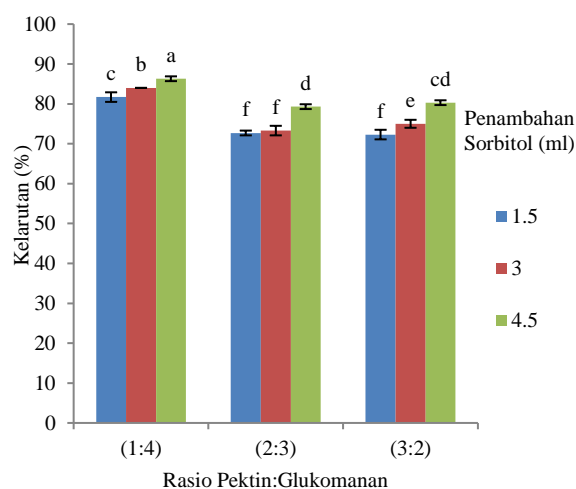 100
90
80
70
60
50
40
30
20
10
0
Kelarutan (%)
c b a
f f d
f e cd
(1:4) (2:3) (3:2)
Rasio Pektin:Glukomanan
Penambahan
Sorbitol (ml)
1.5
3
4.5